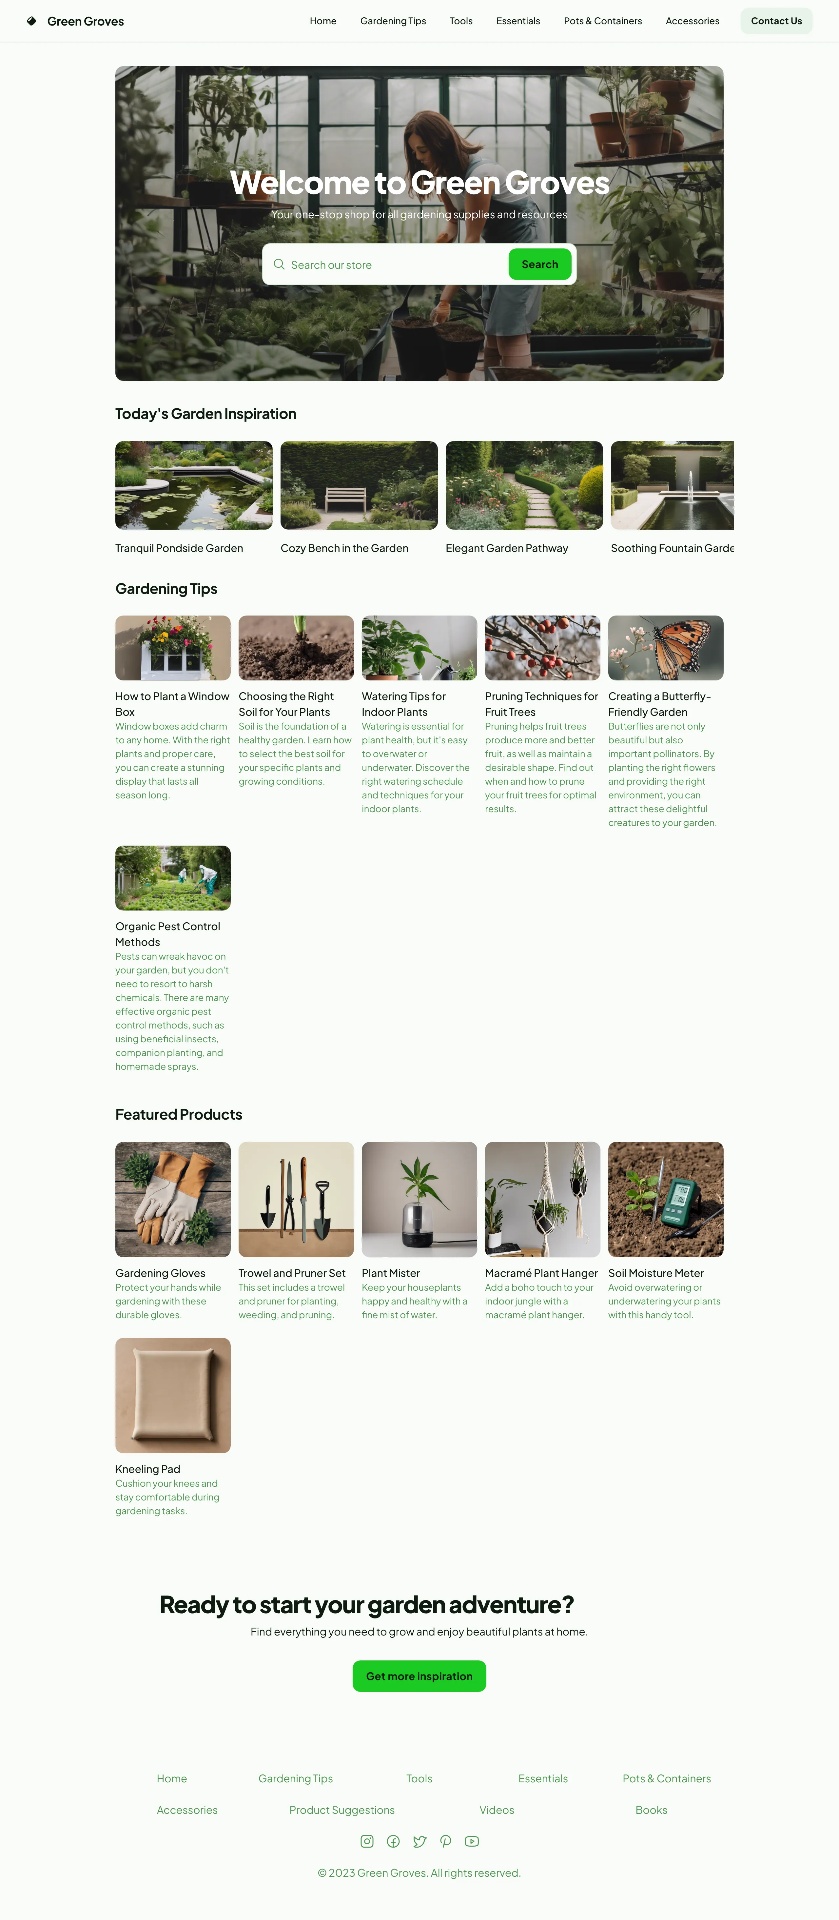 Green Groves
Home
Gardening Tips
Tools
Essentials
Pots & Containers
Accessories
Contact Us
Welcome to Green Groves
Your one-stop shop for all gardening supplies and resources
Search our store
Search
Today's Garden Inspiration
Tranquil Pondside Garden
Cozy Bench in the Garden
Elegant Garden Pathway
Soothing Fountain Garde
Gardening Tips
How to Plant a Window
Box
Window boxes add charm
to any home. With the right
plants and proper care,
you can create a stunning
display that lasts all
season long.
Choosing the Right
Soil for Your Plants
Soil is the foundation of a
healthy garden. Learn how
to select the best soil for
your specific plants and
growing conditions.
Watering Tips for
Indoor Plants
Watering is essential for
plant health, but it's easy
to overwater or
underwater. Discover the
right watering schedule
and techniques for your
indoor plants.
Pruning Techniques for
Fruit Trees
Pruning helps fruit trees
produce more and better
fruit, as well as maintain a
desirable shape. Find out
when and how to prune
your fruit trees for optimal
results.
Creating a Butterfly-
Friendly Garden
Butterflies are not only
beautiful but also
important pollinators. By
planting the right flowers
and providing the right
environment, you can
attract these delightful
creatures to your garden.
Organic Pest Control
Methods
Pests can wreak havoc on
your garden, but you don't
need to resort to harsh
chemicals. There are many
effective organic pest
control methods, such as
using beneficial insects,
companion planting, and
homemade sprays.
Featured Products
Gardening Gloves
Protect your hands while
gardening with these
durable gloves.
Trowel and Pruner Set
This set includes a trowel
and pruner for planting,
weeding, and pruning.
Plant Mister
Keep your houseplants
happy and healthy with a
fine mist of water.
Macramé Plant Hanger
Add a boho touch to your
indoor jungle with a
macramé plant hanger.
Soil Moisture Meter
Avoid overwatering or
underwatering your plants
with this handy tool.
Kneeling Pad
Cushion your knees and
stay comfortable during
gardening tasks.
Ready to start your garden adventure?
Find everything you need to grow and enjoy beautiful plants at home.
Get more inspiration
Home
Gardening Tips
Tools
Essentials
Pots & Containers
Accessories
Product Suggestions
Videos
Books
© 2023 Green Groves. All rights reserved.